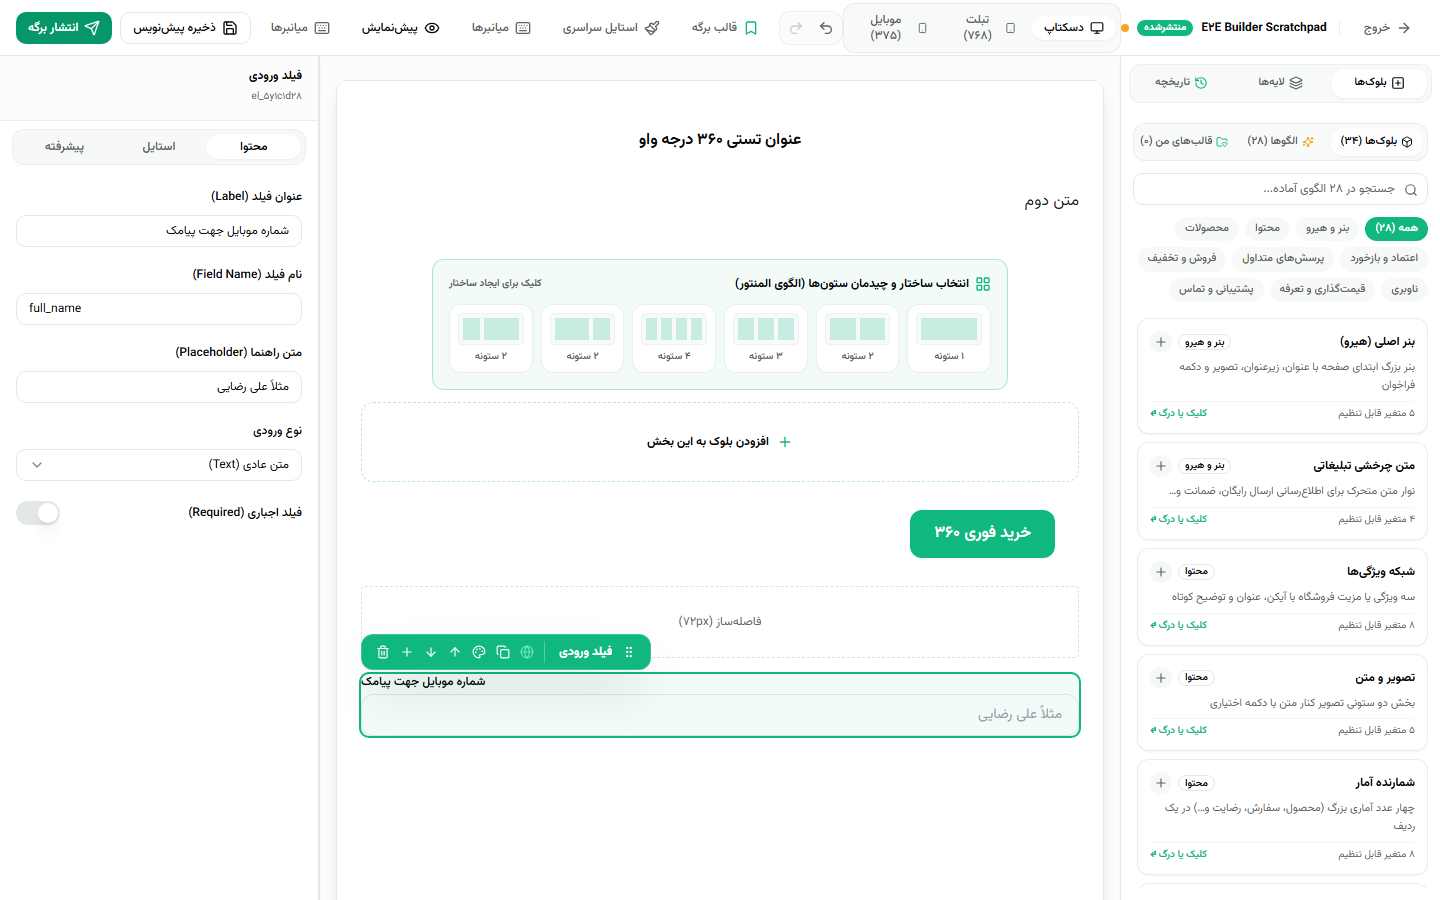 خروج
E2E Builder Scratchpad
منتشرشده
دسکتاپ
تبلت (۷۶۸)
موبایل (۳۷۵)
قالب برگه
استایل سراسری
میانبرها
پیش‌نمایش
میانبرها
ذخیره پیش‌نویس
انتشار برگه
بلوک‌ها
لایه‌ها
تاریخچه
بلوک‌ها (۳۴)
الگوها (۲۸)
قالب‌های من (۰)
جستجو در ۲۸ الگوی آماده...
همه (۲۸)
بنر و هیرو
محتوا
محصولات
اعتماد و بازخورد
پرسش‌های متداول
فروش و تخفیف
ناوبری
قیمت‌گذاری و تعرفه
پشتیبانی و تماس
بنر اصلی (هیرو)
بنر و هیرو
بنر بزرگ ابتدای صفحه با عنوان، زیرعنوان، تصویر و دکمه
فراخوان
۵ متغیر قابل تنظیم
کلیک یا درگ
متن چرخشی تبلیغاتی
بنر و هیرو
نوار متن متحرک برای اطلاع‌رسانی ارسال رایگان، ضمانت و...
۴ متغیر قابل تنظیم
کلیک یا درگ
شبکه ویژگی‌ها
محتوا
سه ویژگی یا مزیت فروشگاه با آیکن، عنوان و توضیح کوتاه
۸ متغیر قابل تنظیم
کلیک یا درگ
تصویر و متن
محتوا
بخش دو ستونی تصویر کنار متن با دکمه اختیاری
۵ متغیر قابل تنظیم
کلیک یا درگ
شمارنده آمار
محتوا
چهار عدد آماری بزرگ (محصول، سفارش، رضایت و...) در یک
ردیف
۸ متغیر قابل تنظیم
کلیک یا درگ
عنوان تستی ۳۶۰ درجه واو
متن دوم
انتخاب ساختار و چیدمان ستون‌ها (الگوی المنتور)
کلیک برای ایجاد ساختار
۱ ستونه
۲ ستونه
۳ ستونه
۴ ستونه
۲ ستونه
۲ ستونه
افزودن بلوک به این بخش
خرید فوری ۳۶۰
فاصله‌ساز (۷۲px)
فیلد ورودی
شماره موبایل جهت پیامک
مثلاً علی رضایی
فیلد ورودی
el_5y1c1d28
محتوا
استایل
پیشرفته
عنوان فیلد (Label)
شماره موبایل جهت پیامک
نام فیلد (Field Name)
full_name
متن راهنما (Placeholder)
مثلاً علی رضایی
نوع ورودی
متن عادی (Text)
فیلد اجباری (Required)